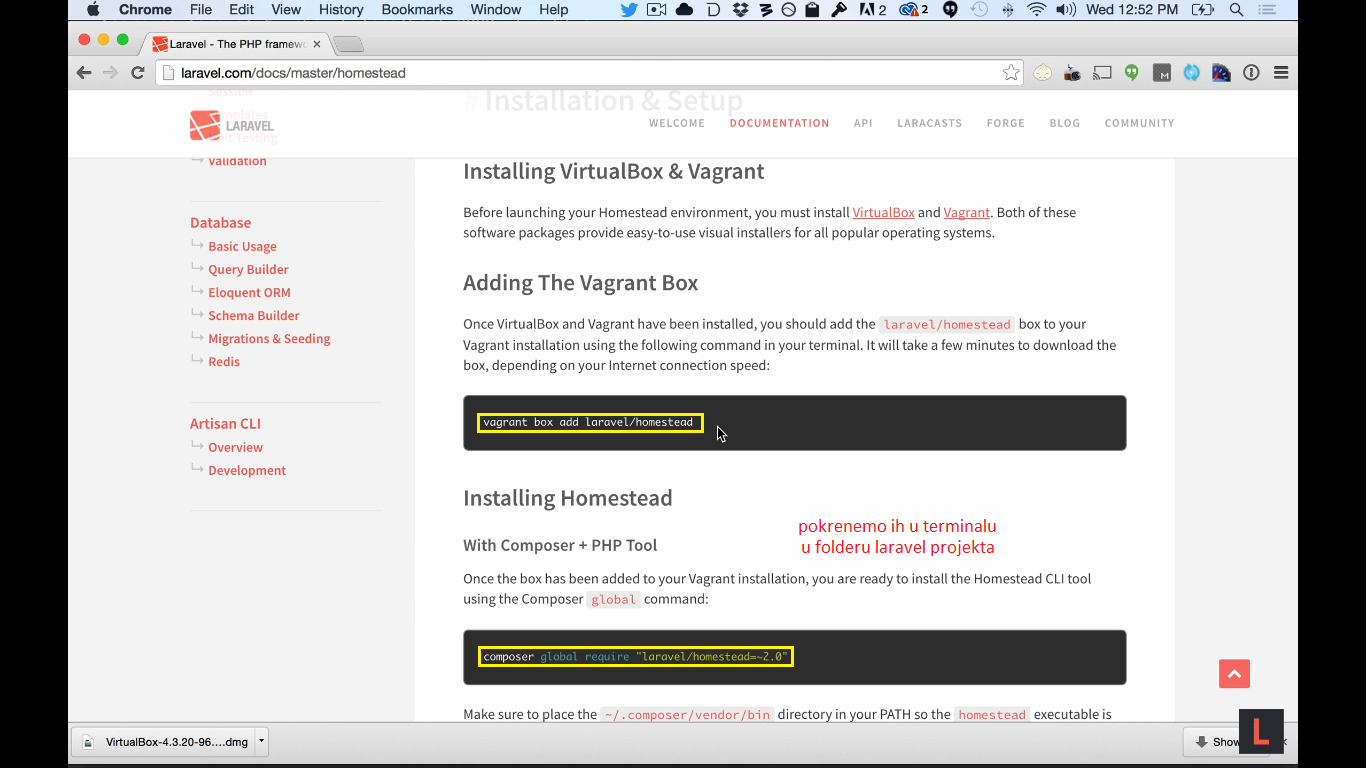 Chrome File Edit View History Bookmarks Window Help
2 2 Wed 12:52 PM
Laravel - The PHP framewo
laravel.com/docs/master/homestead
# Installation & Setup
Session
Templates
Unit Testing
LARAVEL
WELCOME DOCUMENTATION API LARACASTS FORGE BLOG COMMUNITY
Validation
Database
Basic Usage
Query Builder
Eloquent ORM
Schema Builder
Migrations & Seeding
Redis
Artisan CLI
Overview
Development
Installing VirtualBox & Vagrant
Before launching your Homestead environment, you must install VirtualBox and Vagrant. Both of these
software packages provide easy-to-use visual installers for all popular operating systems.
Adding The Vagrant Box
Once VirtualBox and Vagrant have been installed, you should add the laravel/homestead box to your
Vagrant installation using the following command in your terminal. It will take a few minutes to download the
box, depending on your Internet connection speed:
vagrant box add laravel/homestead
Installing Homestead
pokrenemo ih u terminalu
u folderu laravel projekta
With Composer + PHP Tool
Once the box has been added to your Vagrant installation, you are ready to install the Homestead CLI tool
using the Composer global command:
composer global require "laravel/homestead=~2.0"
Make sure to place the ~/.composer/vendor/bin directory in your PATH so the homestead executable is
VirtualBox-4.3.20-96....dmg
Show
L